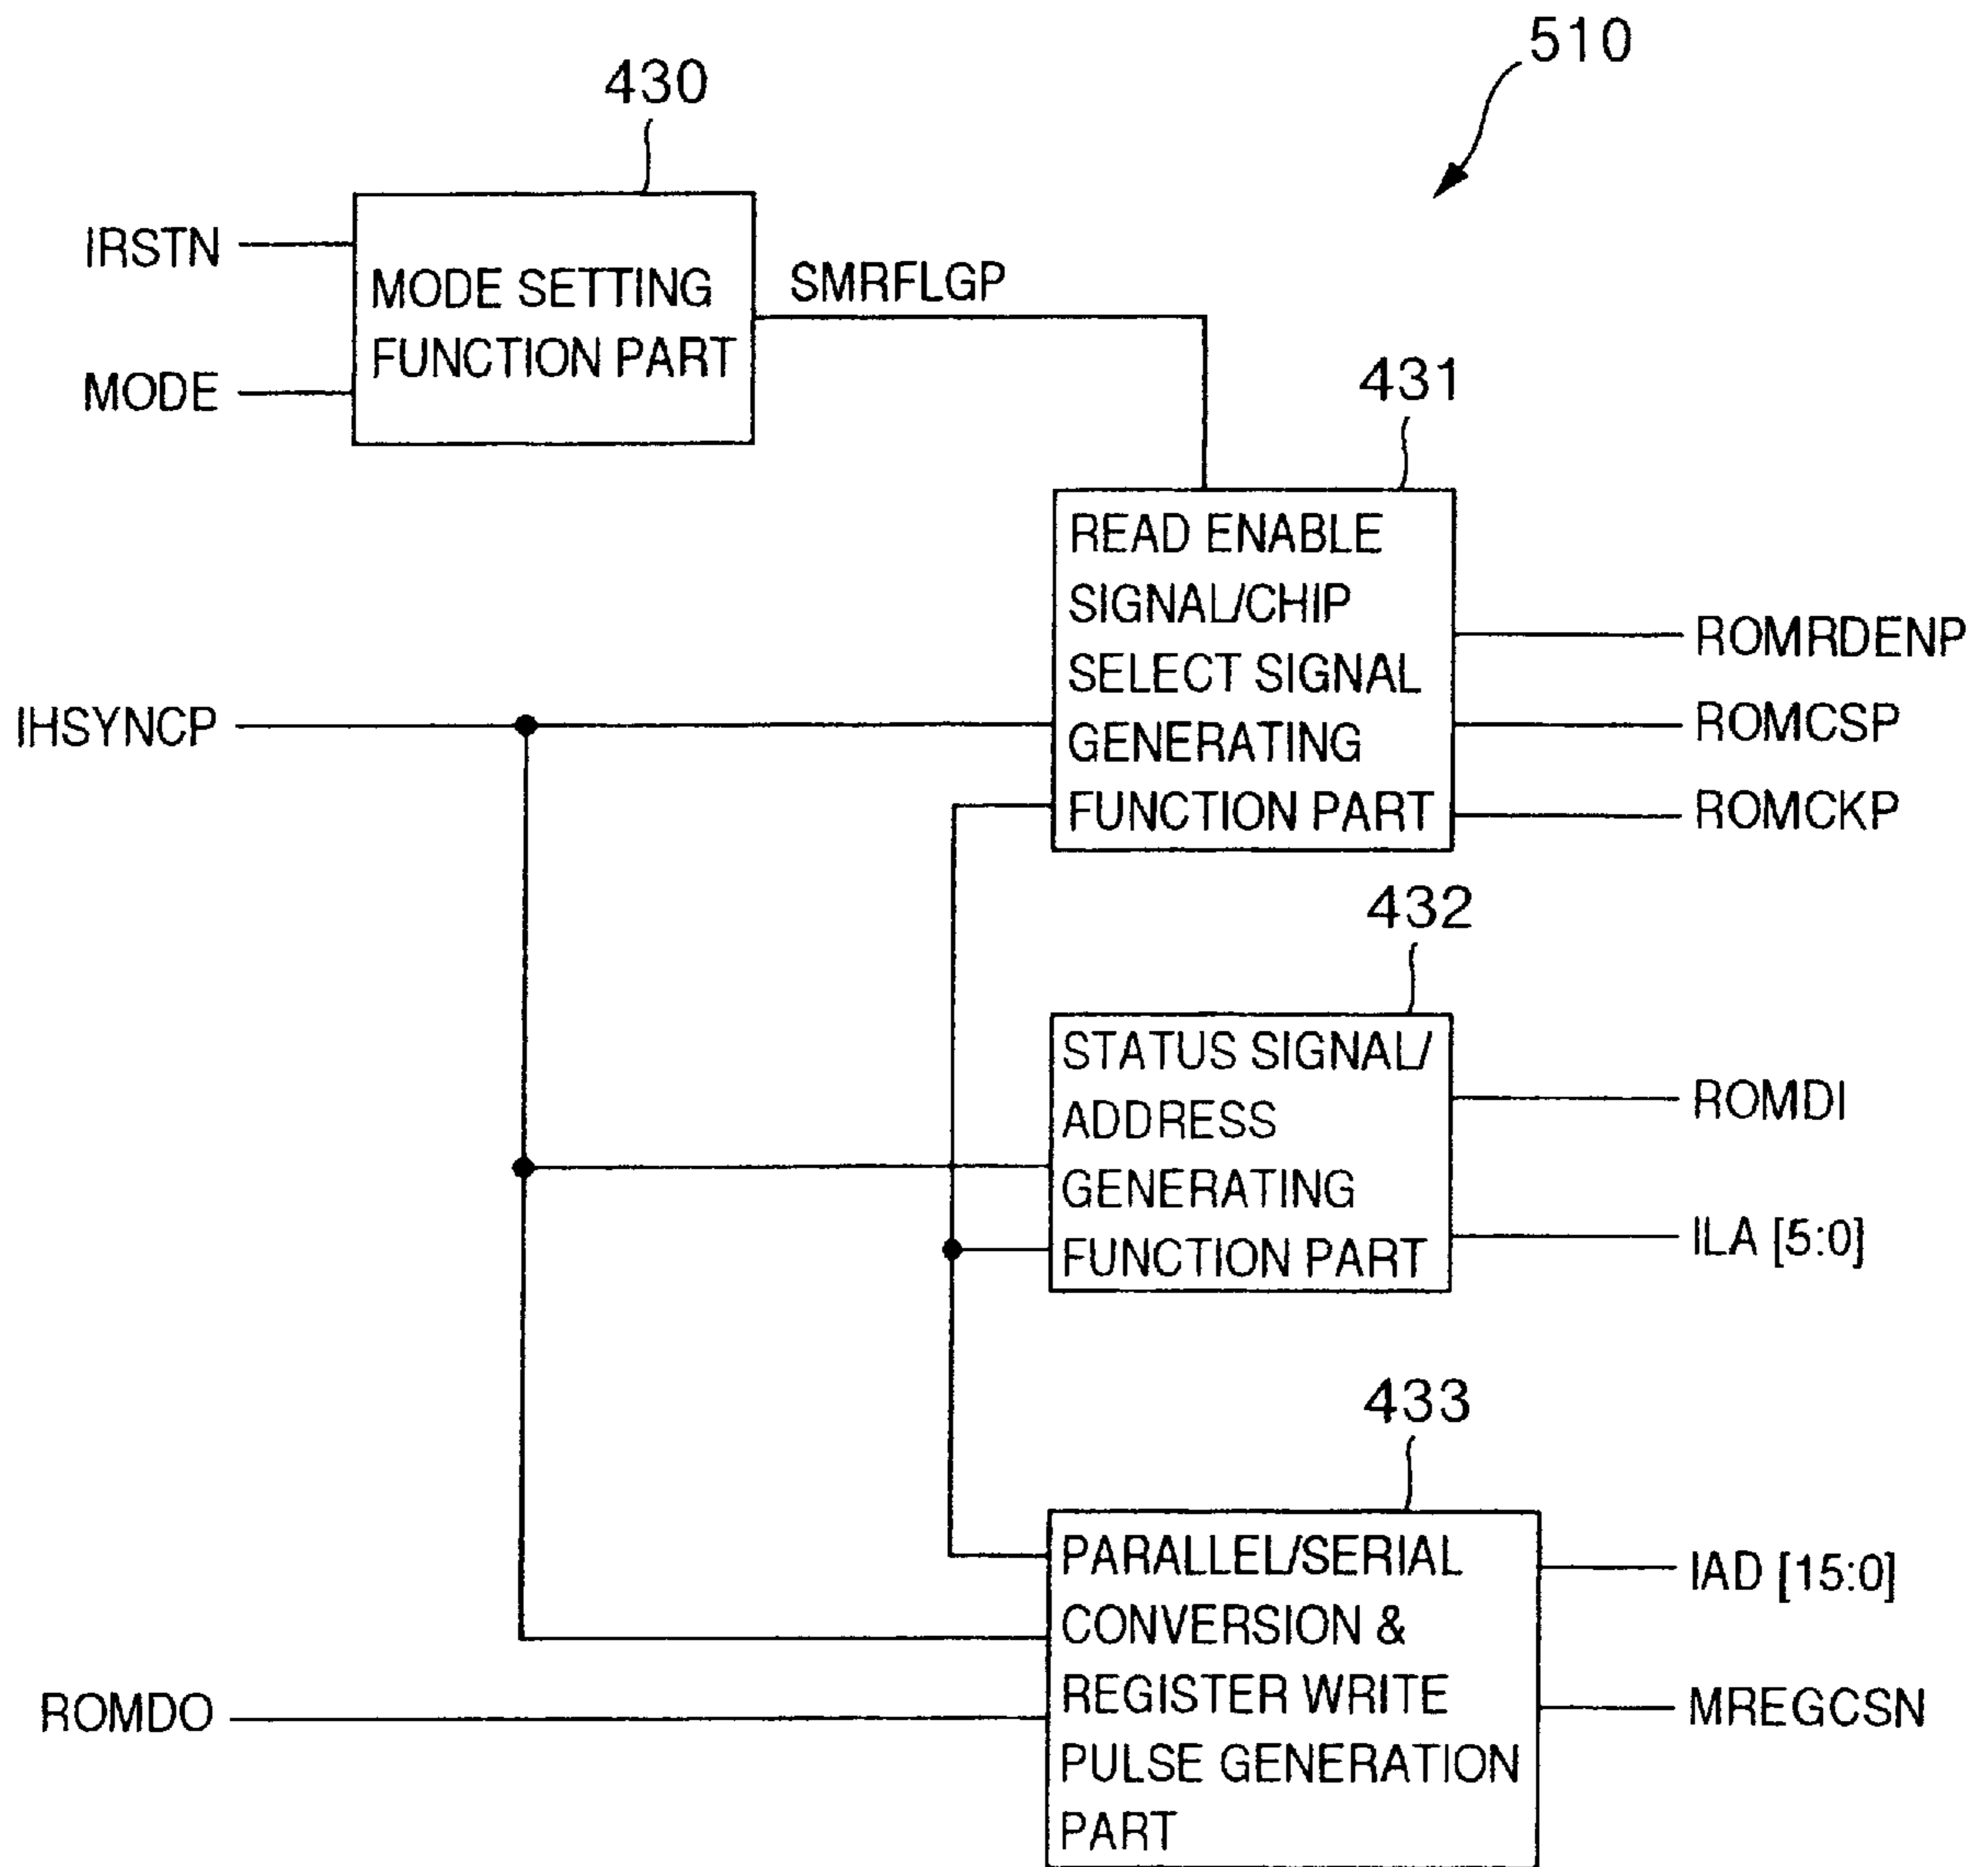 510
430
IRSTN
MODE SETTING
FUNCTION PART
MODE
SMRFLGP
431
READ ENABLE
SIGNAL/CHIP
SELECT SIGNAL
GENERATING
FUNCTION PART
IHSYNCP
ROMRDENP
ROMCSP
ROMCKP
432
STATUS SIGNAL/
ADDRESS
GENERATING
FUNCTION PART
ROMDI
ILA [5:0]
433
PARALLEL/SERIAL
CONVERSION &
REGISTER WRITE
PULSE GENERATION
PART
ROMDO
IAD [15:0]
MREGCSN